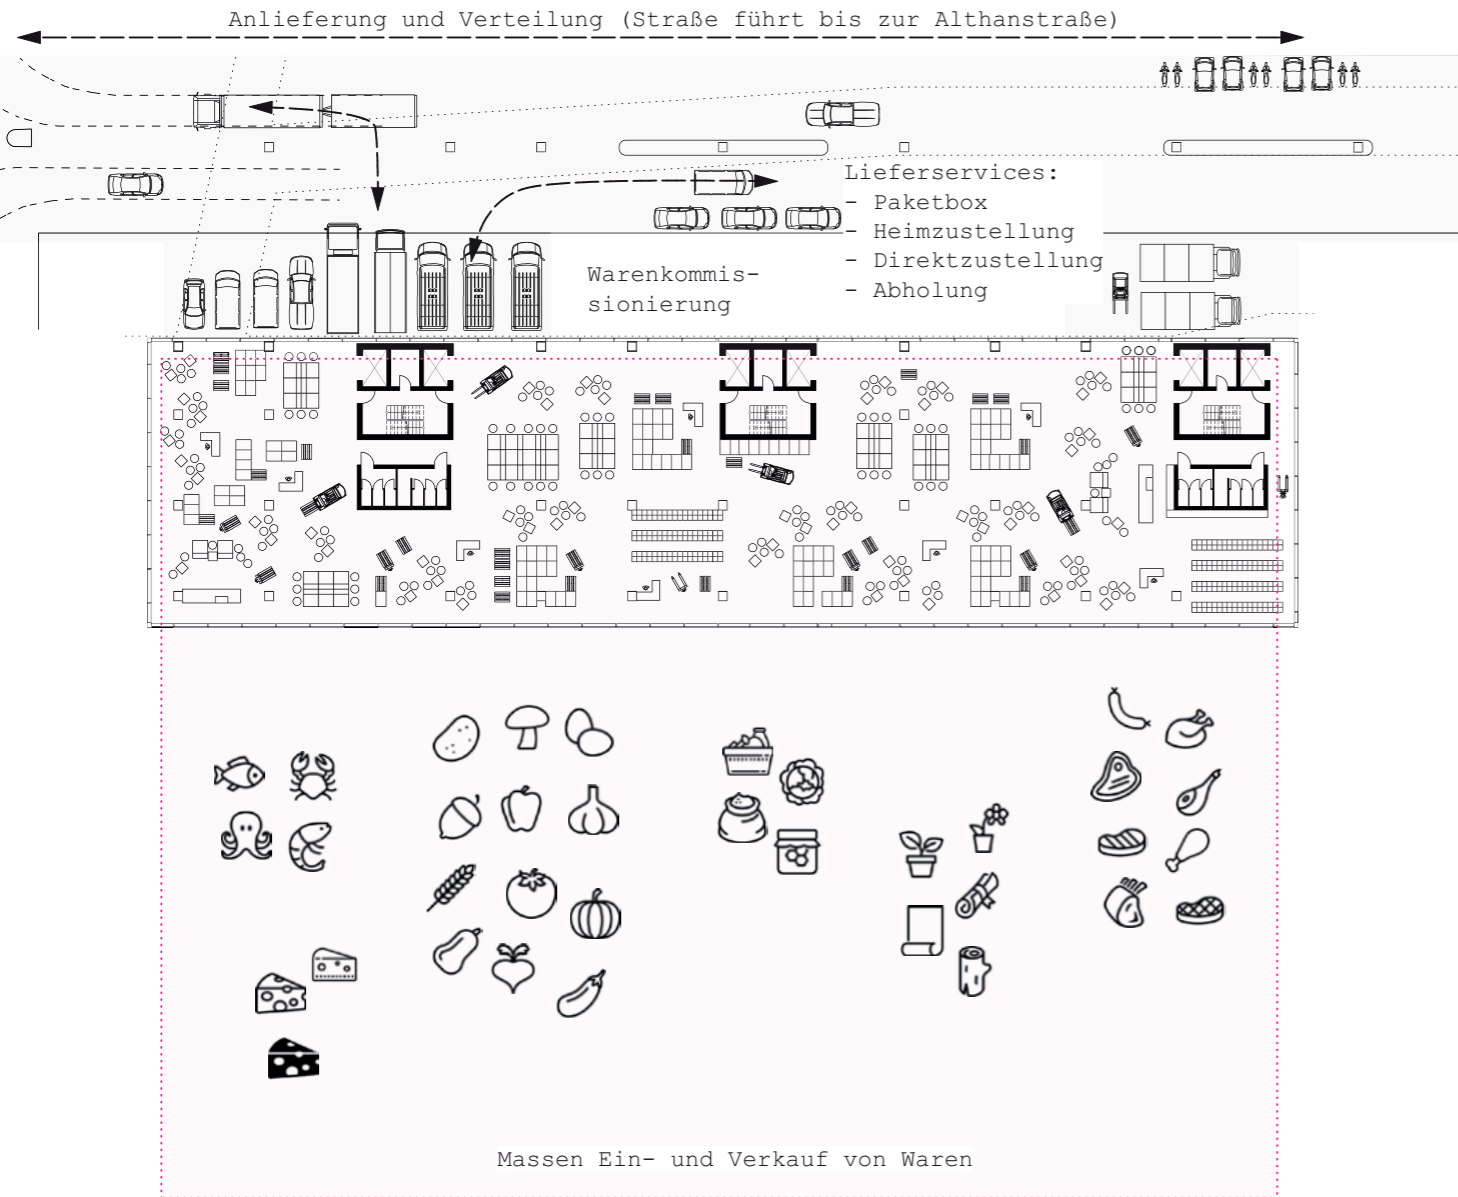 Anlieferung und Verteilung (Straße führt bis zur Althanstraße)
Lieferservices:
- Paketbox
- Heimzustellung
- Direktzustellung
- Abholung
Warenkommis-
sionierung
Massen Ein- und Verkauf von Waren